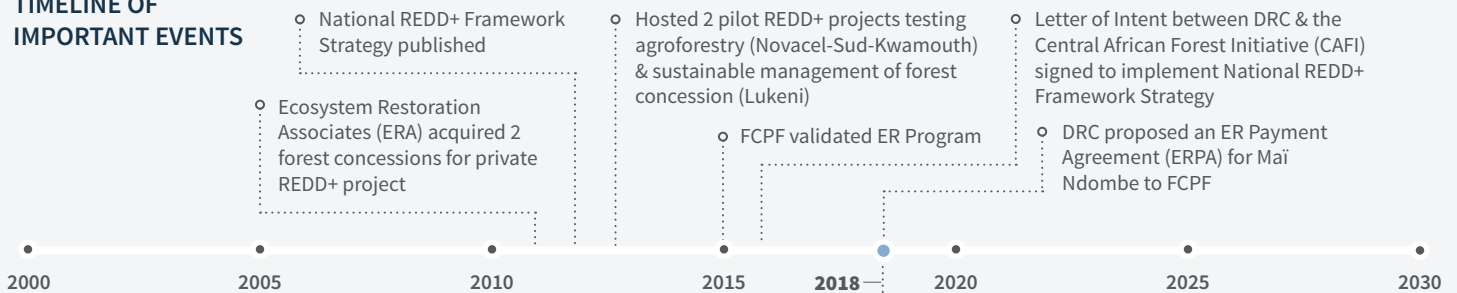 TIMELINE OF
IMPORTANT EVENTS
National REDD+ Framework
Strategy published
Ecosystem Restoration
Associates (ERA) acquired 2
forest concessions for private
REDD+ project
Hosted 2 pilot REDD+ projects testing
agroforestry (Novacel-Sud-Kwamouth)
& sustainable management of forest
concession (Lukeni)
FCPF validated ER Program
Letter of Intent between DRC & the
Central African Forest Initiative (CAFI)
signed to implement National REDD+
Framework Strategy
DRC proposed an ER Payment
Agreement (ERPA) for Maï
Ndombe to FCPF
2000 2005 2010 2015 2018 2020 2025 2030